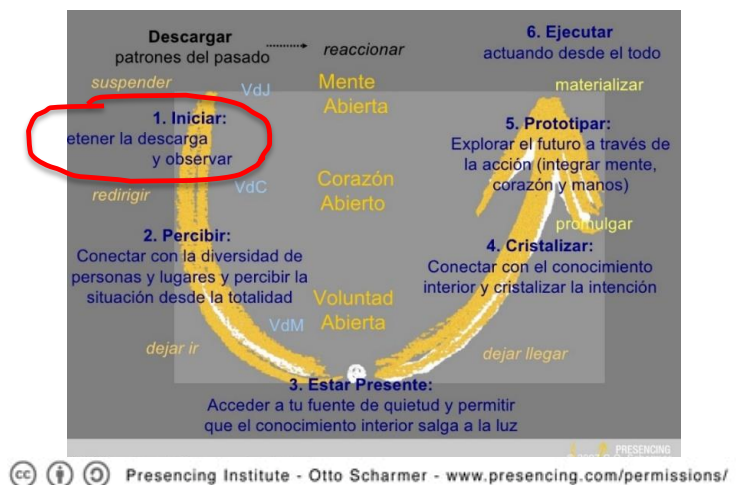 Descargar
patrones del pasado
reaccionar
6. Ejecutar
actuando desde el todo
suspender
VdJ
Mente
Abierta
materializar
1. Iniciar:
etener la descarga
y observar
5. Prototipar:
Explorar el futuro a través de
la acción (integrar mente,
corazón y manos)
redirigir
VdC
Corazón
Abierto
promulgar
2. Percibir:
Conectar con la diversidad de
personas y lugares y percibir la
situación desde la totalidad
4. Cristalizar:
Conectar con el conocimiento
interior y cristalizar la intención
Voluntad
Abierta
VdM
dejar ir
dejar llegar
3. Estar Presente:
Acceder a tu fuente de quietud y permitir
que el conocimiento interior salga a la luz
PRESENCING
cc Presencing Institute - Otto Scharmer - www.presencing.com/permissions/